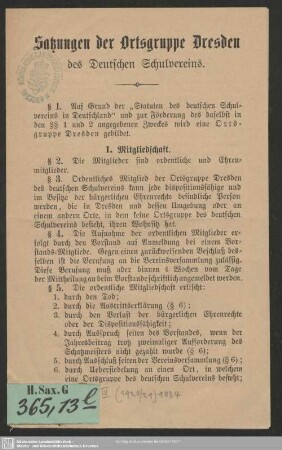 Satzungen der Ortsgruppe Dresden
des Deutschen Schulvereins.
§ 1. Auf Grund der „Statuten des deutschen Schul-
vereins in Deutschland“ und zur Förderung des daselbst in
den §§ 1 und 2 angegebenen Zweckes wird eine Orts-
gruppe Dresden gebildet.
1. Mitgliedschaft.
§ 2. Die Mitglieder sind ordentliche und Ehren-
mitglieder.
§ 3. Ordentliches Mitglied der Ortsgruppe Dresden
des deutschen Schulvereins kann jede dispositionsfähige und
im Besitze der bürgerlichen Ehrenrechte befindliche Person
werden, die in Dresden und dessen Umgebung oder an
einem andern Orte, in dem keine Ortsgruppe des deutschen
Schulvereins besteht, ihren Wohnsitz hat.
§ 4. Die Aufnahme der ordentlichen Mitglieder er-
folgt durch den Vorstand auf Anmeldung bei einem Vor-
stands-Mitgliede. Gegen einen zurückweisenden Beschluß des-
selben ist die Berufung an die Vereinsversammlung zulässig.
Diese Berufung muß aber binnen 4 Wochen vom Tage
der Mittheilung an beim Vorstande schriftlich angemeldet werden.
§ 5. Die ordentliche Mitgliedschaft erlischt:
1. durch den Tod;
2. durch die Austrittserklärung (§ 6);
3. durch den Verlust der bürgerlichen Ehrenrechte
oder der Dispositionsfähigkeit;
4. durch Ausspruch seiten des Vorstandes, wenn der
Jahresbeitrag trotz zweimaliger Aufforderung des
Schatzmeisters nicht gezahlt wurde (§ 6);
5. durch Ausschluß seiten der Vereinsversammlung (§ 6);
6. durch Uebersiedelung an einen Ort, in welchem
eine Ortsgruppe des deutschen Schulvereins besteht;
H. Sax. G
365,13